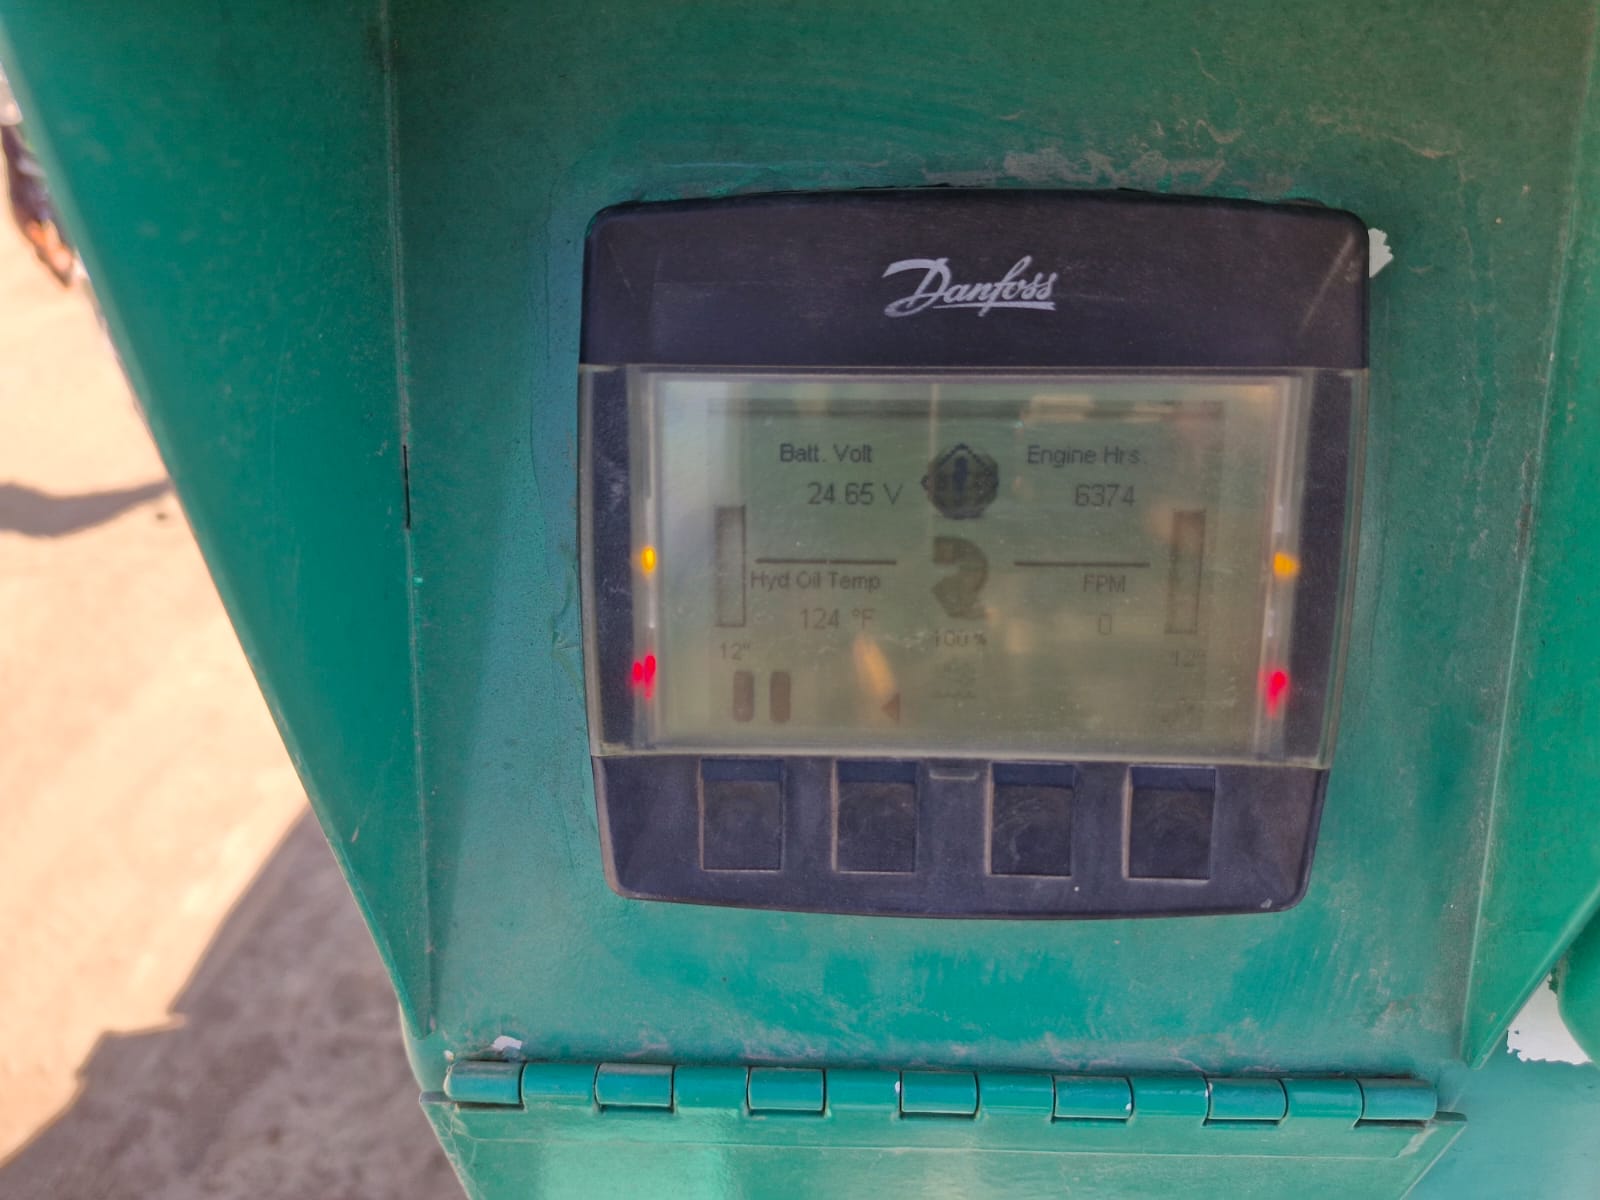 Danfoss
Batt. Volt
Engine Hrs.
24.65 V
6374
Hyd Oil Temp
FPM
124 °F
0
100 %
12"
12"